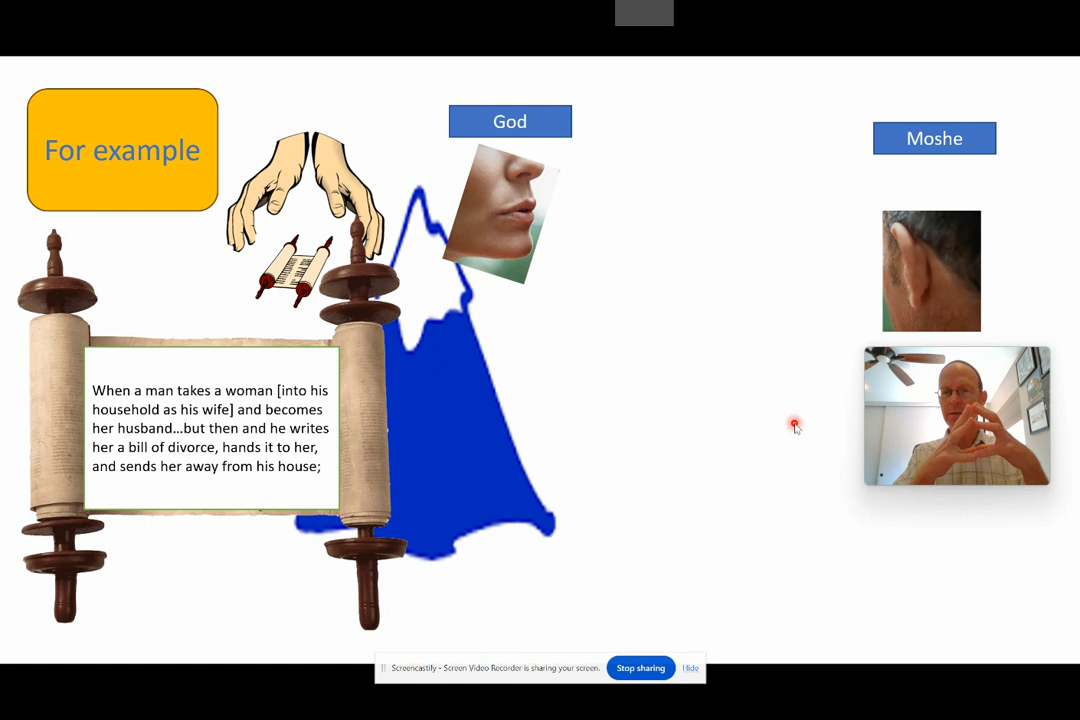 For example
God
Moshe
When a man takes a woman [into his
household as his wife] and becomes
her husband...but then and he writes
her a bill of divorce, hands it to her,
and sends her away from his house;
Screencastify - Screen Video Recorder is sharing your screen.
Stop sharing
Hide